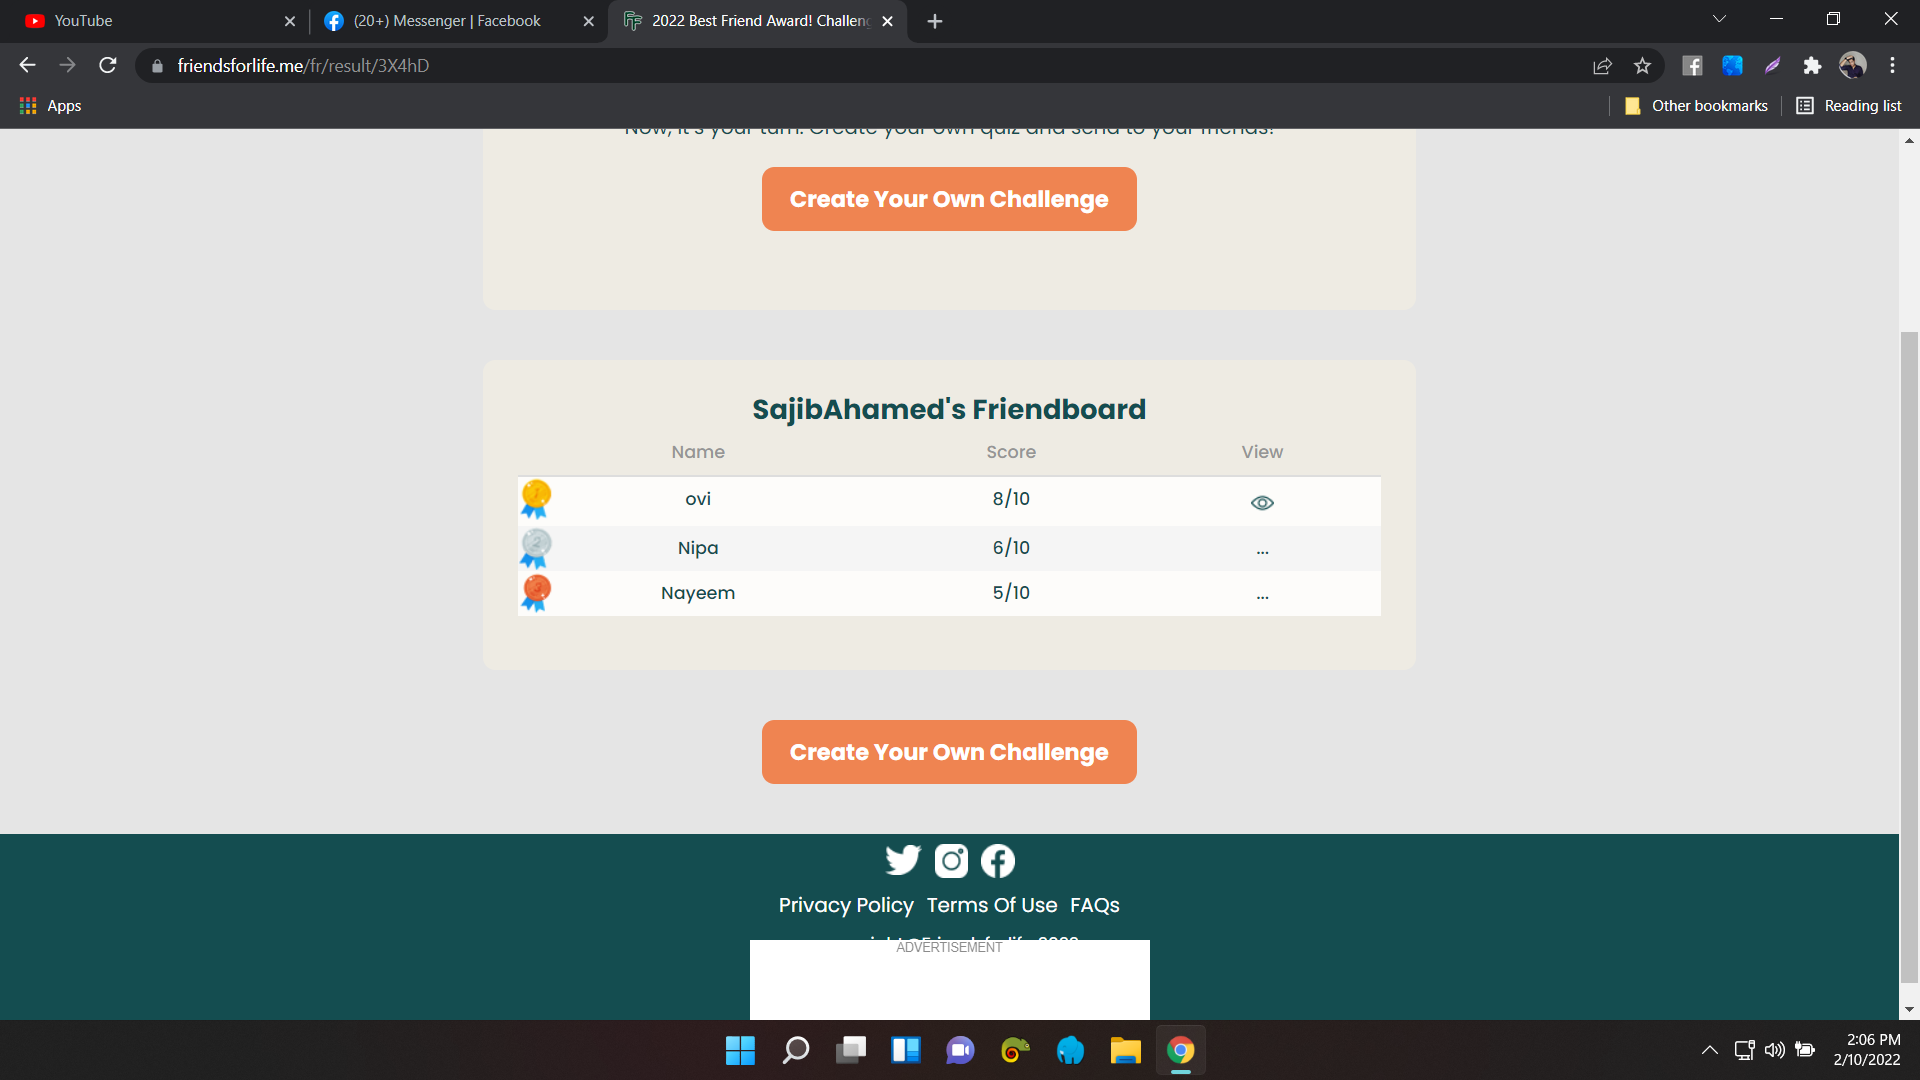 YouTube
(20+) Messenger | Facebook
2022 Best Friend Award! Challeng
friendsforlife.me/fr/result/3X4hD
Apps
Other bookmarks
Reading list
Now, it's your turn. Create your own quiz and send to your friends!
Create Your Own Challenge
SajibAhamed's Friendboard
Name Score View
1 ovi 8/10
2 Nipa 6/10 ...
3 Nayeem 5/10 ...
Create Your Own Challenge
Privacy Policy Terms Of Use FAQs
ADVERTISEMENT
2:06 PM
2/10/2022